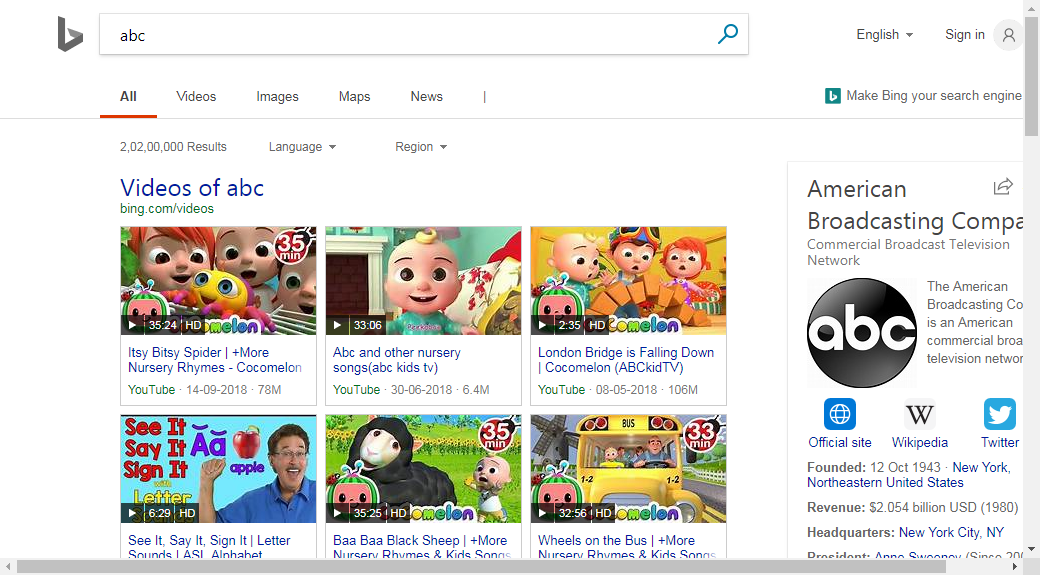 abc
English
Sign in
All
Videos
Images
Maps
News
|
Make Bing your search engine
2,02,00,000 Results
Language
Region
Videos of abc
bing.com/videos
35 min
35:24 HD
comelon
33:06
2:35 HD
comelon
Itsy Bitsy Spider | +More
Nursery Rhymes - Cocomelon
YouTube · 14-09-2018 · 78M
Abc and other nursery
songs(abc kids tv)
YouTube · 30-06-2018 · 6.4M
London Bridge is Falling Down
| Cocomelon (ABCkidTV)
YouTube · 08-05-2018 · 106M
See It
Say It
Sign It
with
Letter
Sounds
Aă
apple
6:29 HD
35 min
35:25 HD
omelon
BUS
1-2
1-2
33 min
32:56 HD
omelon
See It, Say It, Sign It | Letter
Sounds | ASL Alphabet
Baa Baa Black Sheep | +More
Nursery Rhymes & Kids Songs
Wheels on the Bus | +More
Nursery Rhymes & Kids Songs
American
Broadcasting Compa
Commercial Broadcast Television
Network
abc
The American
Broadcasting Co
is an American
commercial broa
television networ
Official site
W
Wikipedia
Twitter
Founded: 12 Oct 1943 · New York,
Northeastern United States
Revenue: $2.054 billion USD (1980)
Headquarters: New York City, NY
President: Anne Sweeney (Since 200